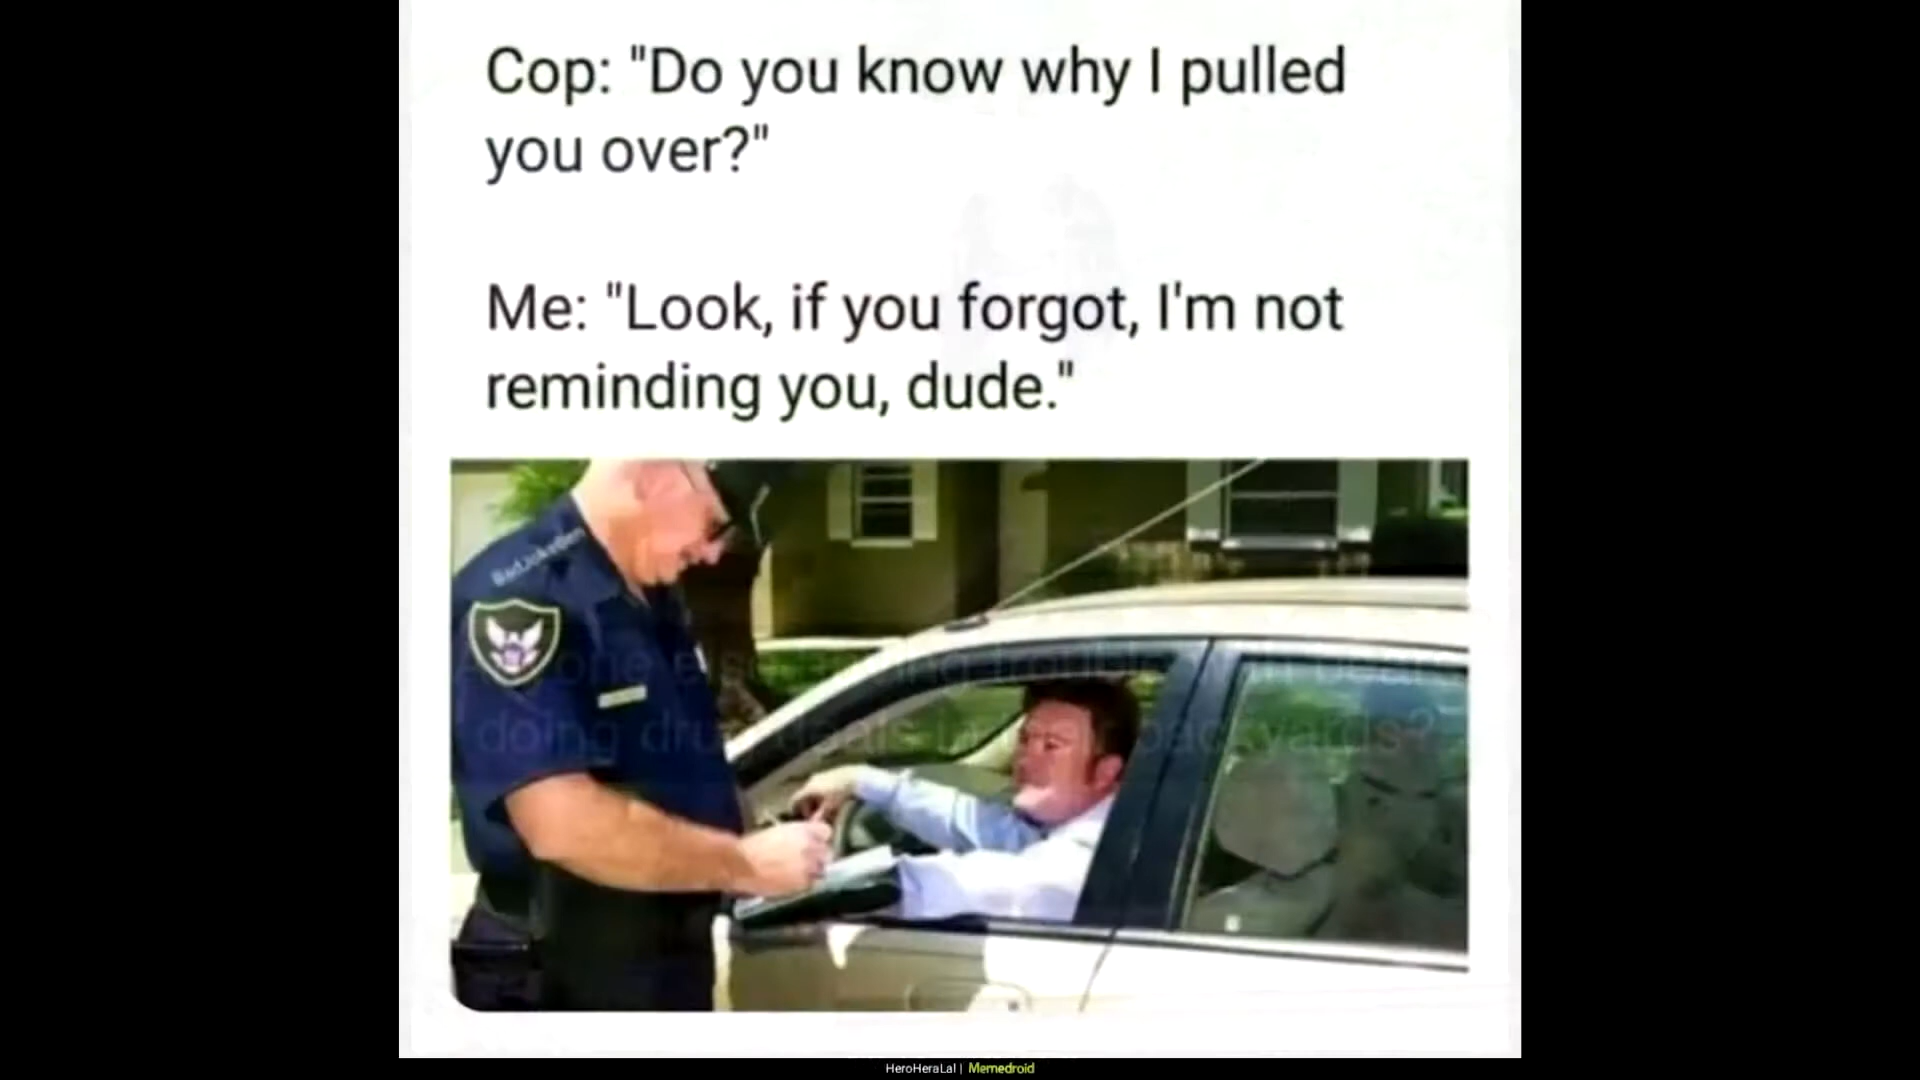 Cop: "Do you know why I pulled
you over?"
Me: "Look, if you forgot, I'm not
reminding you, dude."
doing
HeroHeraLal | Memedroid